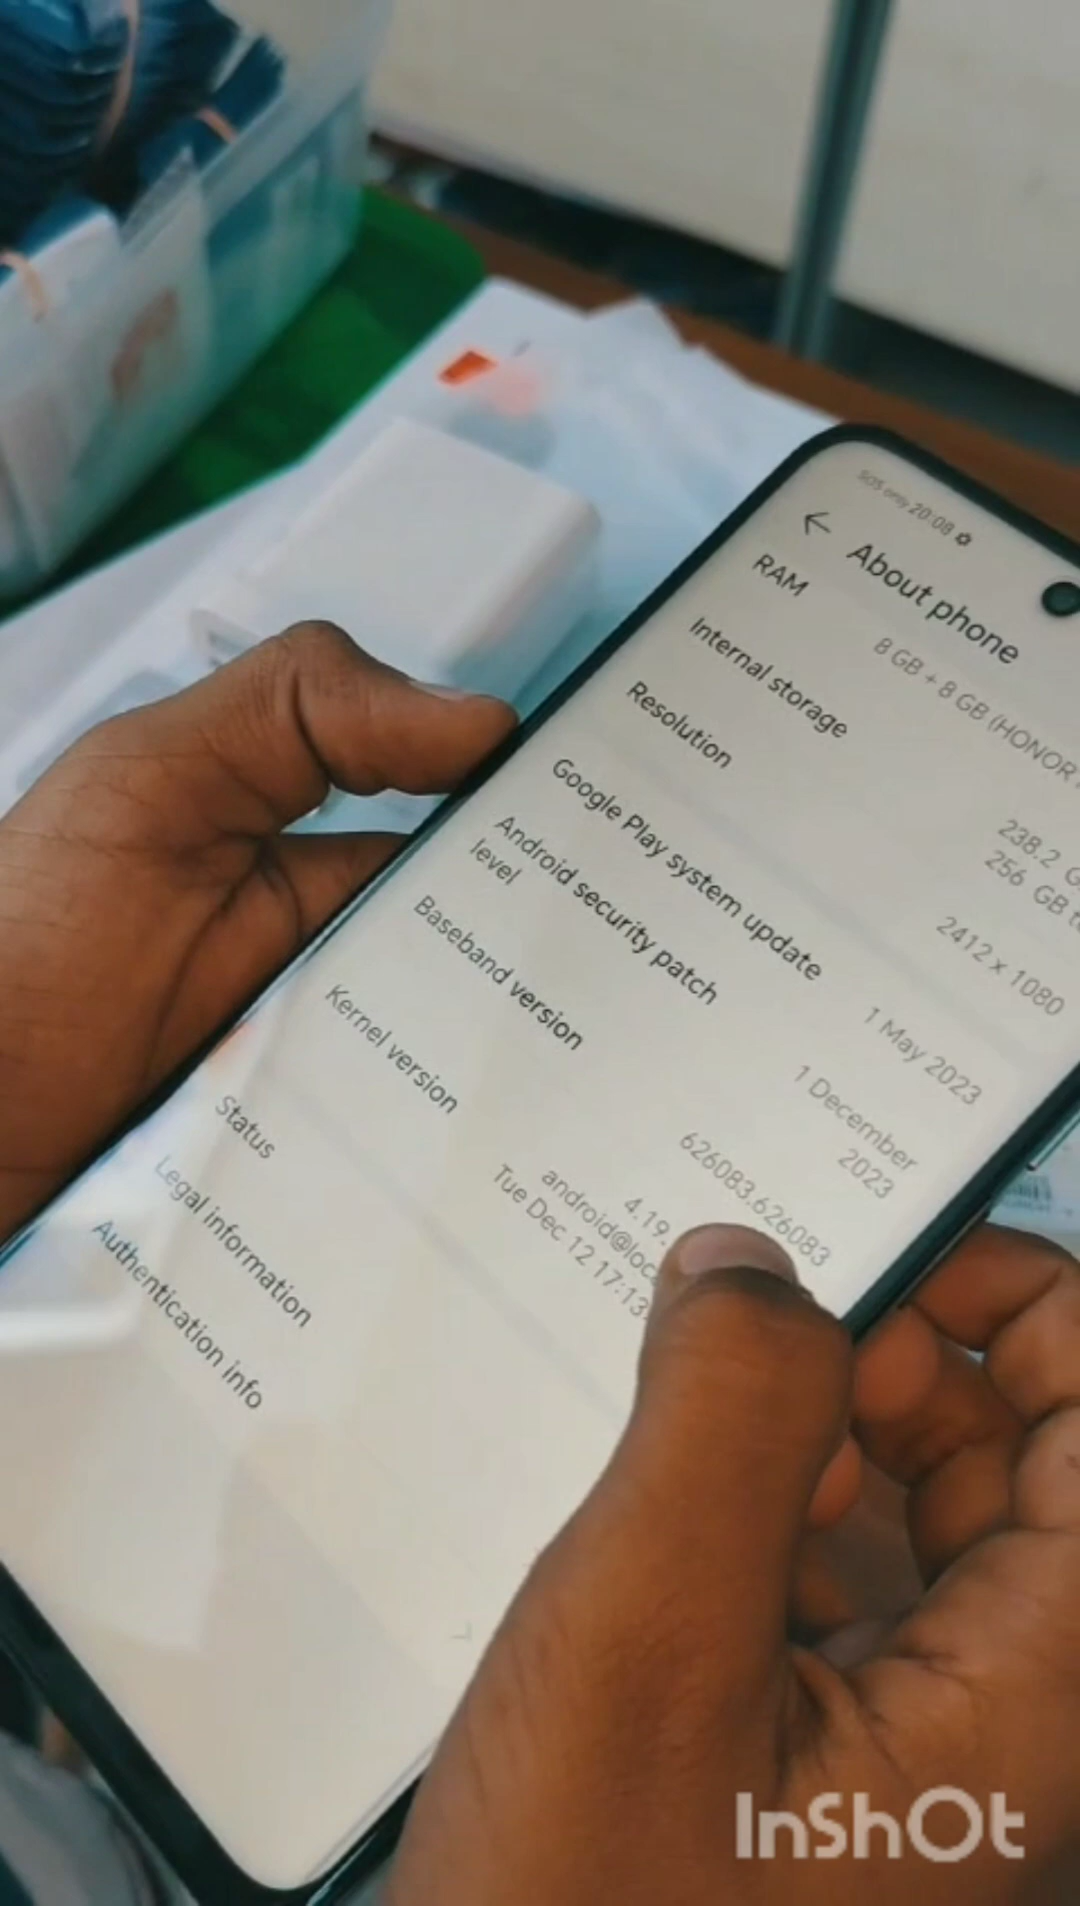 SOS only 20:08
About phone
RAM
8 GB + 8 GB (HONOR
Internal storage
238.2
256 GB
Resolution
2412 x 1080
Google Play system update
1 May 2023
Android security patch
level
1 December
2023
Baseband version
626083.626083
Kernel version
4.19.
android@loc
Tue Dec 12 17:13:
Status
Legal information
Authentication info
InShOt